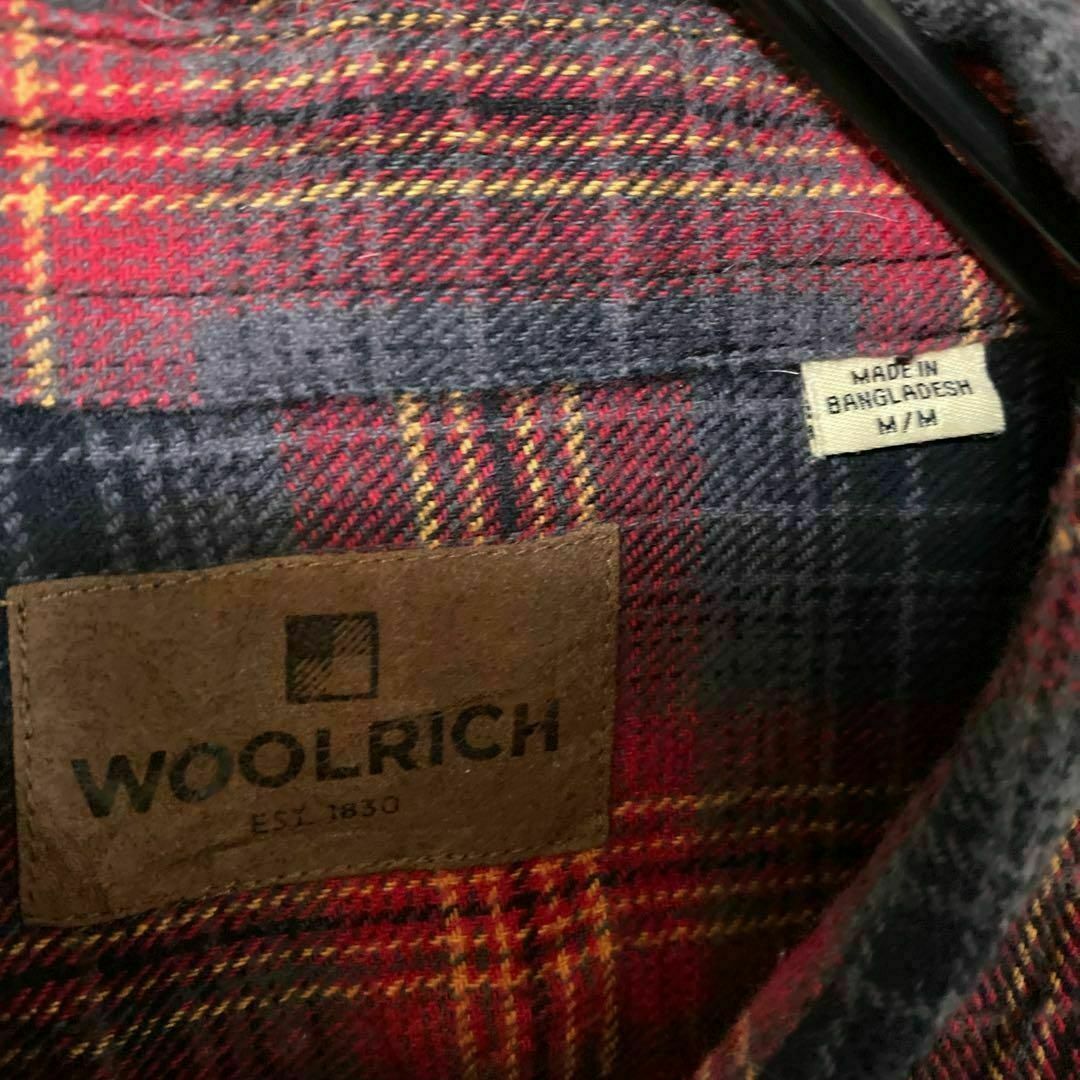 MADE IN
BANGLADESH
M/M
WOOLRICH
EST. 1830